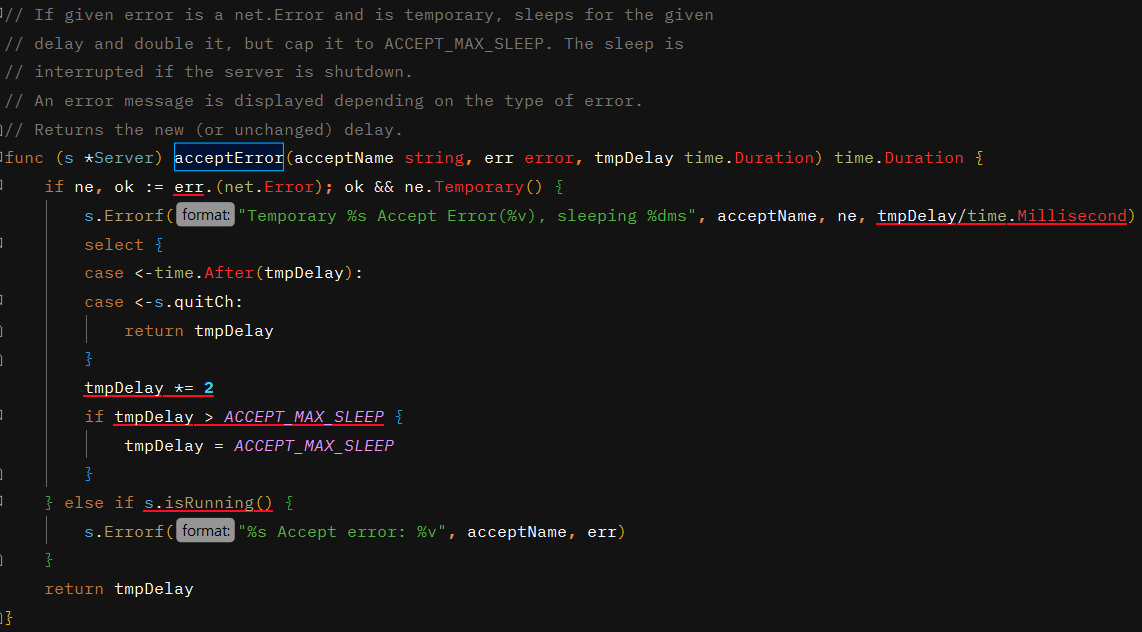 // If given error is a net.Error and is temporary, sleeps for the given
// delay and double it, but cap it to ACCEPT_MAX_SLEEP. The sleep is
// interrupted if the server is shutdown.
// An error message is displayed depending on the type of error.
// Returns the new (or unchanged) delay.
func (s *Server) acceptError(acceptName string, err error, tmpDelay time.Duration) time.Duration {
    if ne, ok := err.(net.Error); ok && ne.Temporary() {
        s.Errorf( format: "Temporary %s Accept Error(%v), sleeping %dms", acceptName, ne, tmpDelay/time.Millisecond)
        select {
        case <-time.After(tmpDelay):
        case <-s.quitCh:
            return tmpDelay
        }
        tmpDelay *= 2
        if tmpDelay > ACCEPT_MAX_SLEEP {
            tmpDelay = ACCEPT_MAX_SLEEP
        }
    } else if s.isRunning() {
        s.Errorf( format: "%s Accept error: %v", acceptName, err)
    }
    return tmpDelay
}